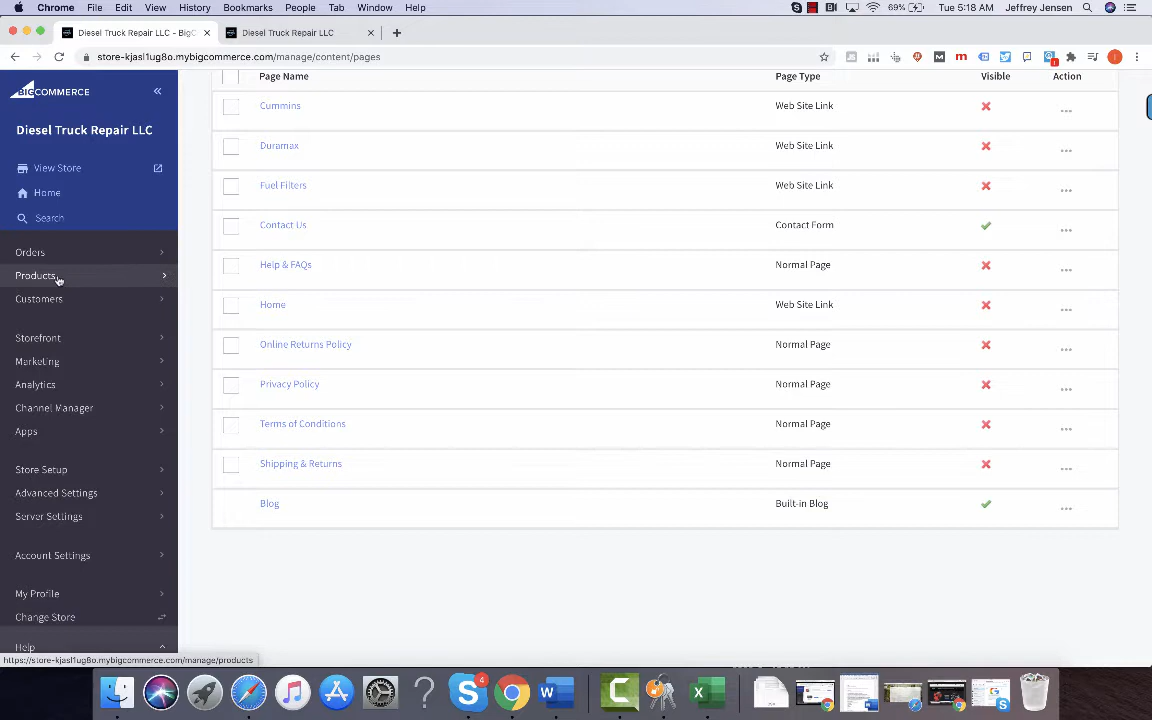 Chrome File Edit View History Bookmarks People Tab Window Help 69% Tue 5:18 AM Jeffrey Jensen
Diesel Truck Repair LLC - BigC Diesel Truck Repair LLC
store-kjasl1ug8o.mybigcommerce.com/manage/content/pages
BIGCOMMERCE
Diesel Truck Repair LLC
View Store
Home
Search
Orders
Products
Customers
Storefront
Marketing
Analytics
Channel Manager
Apps
Store Setup
Advanced Settings
Server Settings
Account Settings
My Profile
Change Store
Help
https://store-kjasl1ug8o.mybigcommerce.com/manage/products
Page Name Page Type Visible Action
Cummins Web Site Link
Duramax Web Site Link
Fuel Filters Web Site Link
Contact Us Contact Form
Help & FAQs Normal Page
Home Web Site Link
Online Returns Policy Normal Page
Privacy Policy Normal Page
Terms of Conditions Normal Page
Shipping & Returns Normal Page
Blog Built-in Blog
4